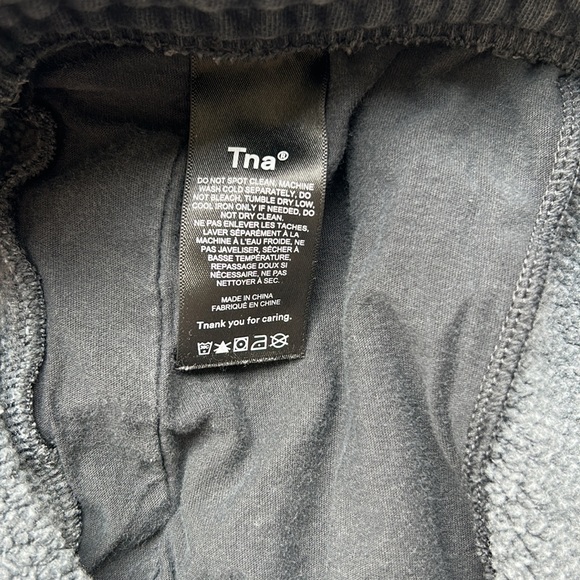 Tna®
DO NOT SPOT CLEAN, MACHINE
WASH COLD SEPARATELY, DO
NOT BLEACH, TUMBLE DRY LOW,
COOL IRON ONLY IF NEEDED, DO
NOT DRY CLEAN.
NE PAS ENLEVER LES TACHES,
LAVER SÉPARÉMENT À LA
MACHINE À L'EAU FROIDE, NE
PAS JAVELISER, SÉCHER À
BASSE TEMPÉRATURE,
REPASSAGE DOUX SI
NÉCESSAIRE, NE PAS
NETTOYER À SEC.
MADE IN CHINA
FABRIQUÉ EN CHINE
Tnank you for caring.